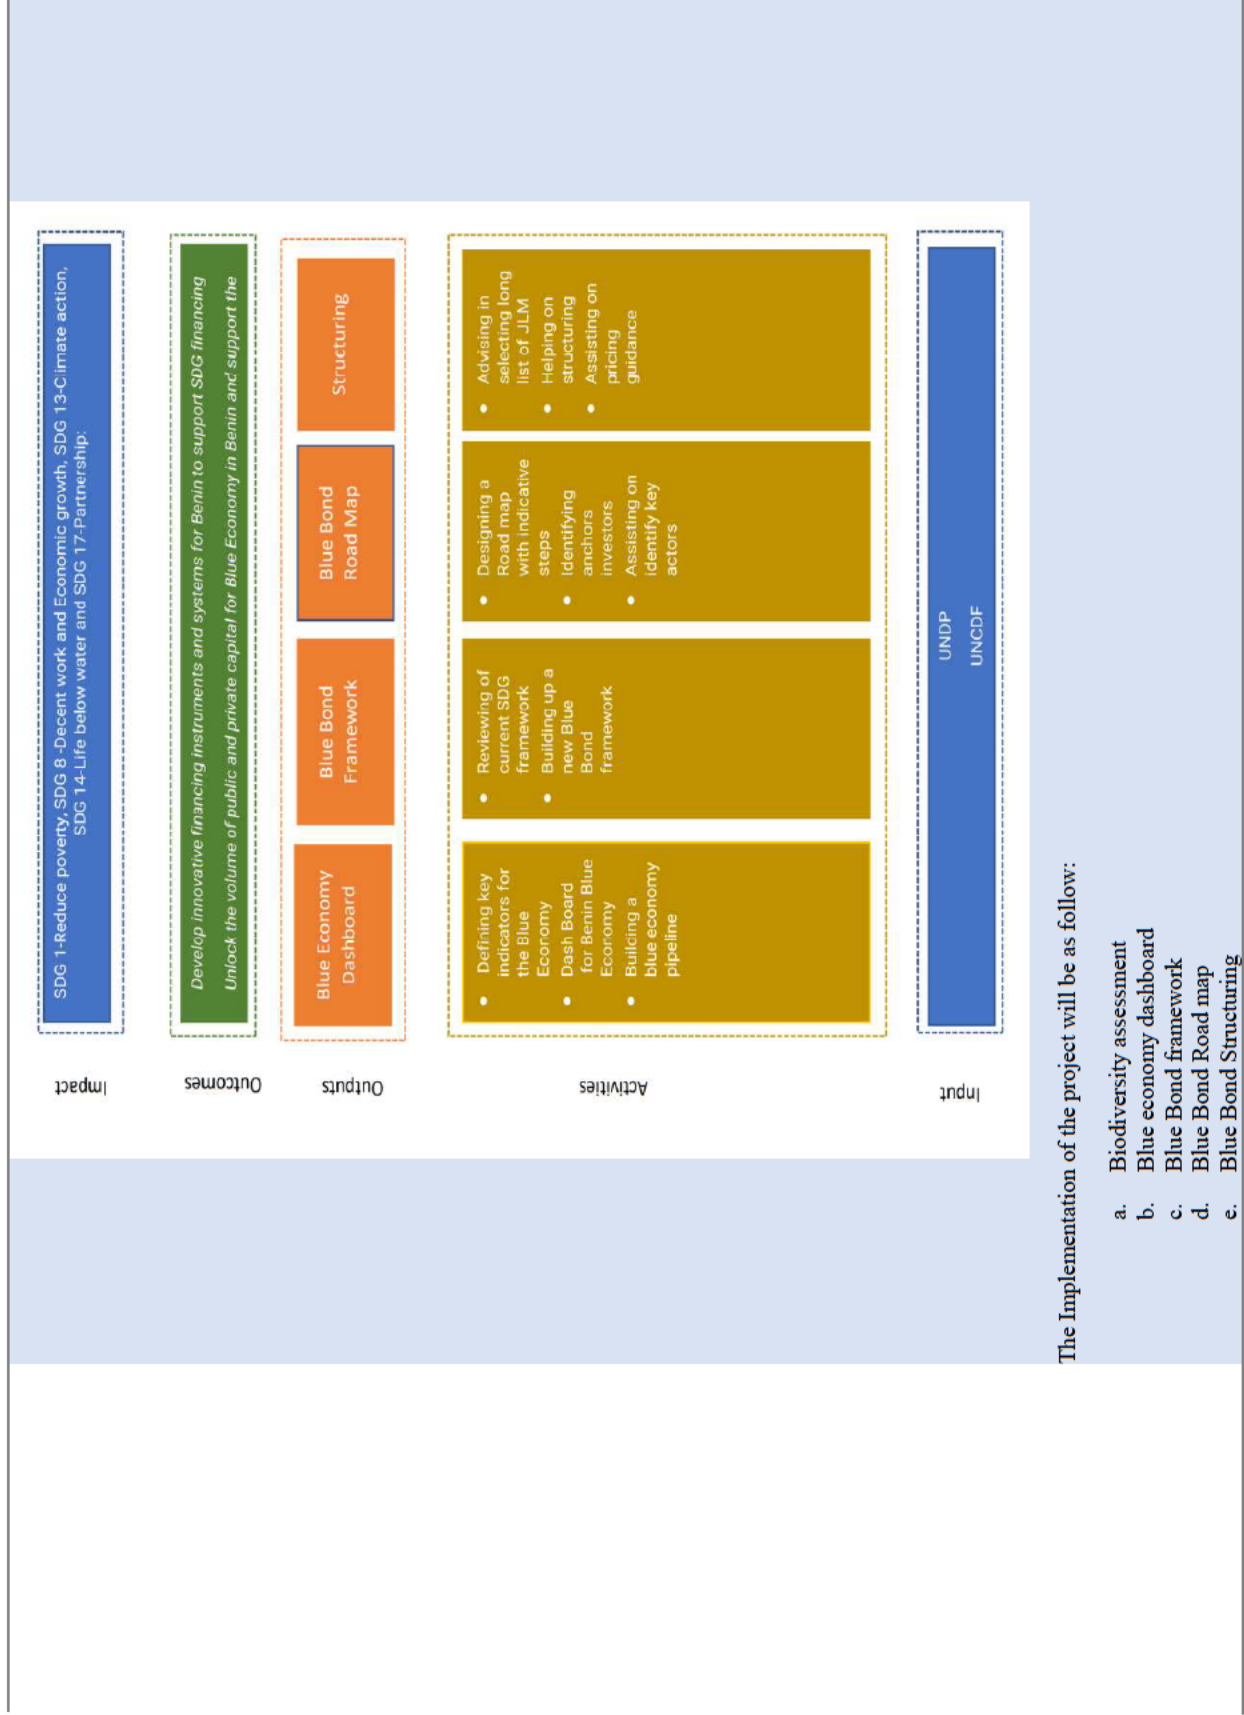 Impact
SDG 1-Reduce poverty, SDG 8 -Decent work and Economic growth, SDG 13-Climate action,
SDG 14-Life below water and SDG 17-Partnership:
Outcomes
Develop innovative financing instruments and systems for Benin to support SDG financing
Unlock the volume of public and private capital for Blue Economy in Benin and support the
Outputs
Blue Economy
Dashboard
Blue Bond
Framework
Blue Bond
Road Map
Structuring
Activities
• Defining key
indicators for
the Blue
Economy
• Dash Board
for Benin Blue
Economy
• Building a
blue economy
pipeline
• Reviewing of
current SDG
framework
• Building up a
new Blue
Bond
framework
• Designing a
Road map
with indicative
steps
• Identifying
anchors
investors
• Assisting on
identify key
actors
• Advising in
selecting long
list of JLM
• Helping on
structuring
• Assisting on
pricing
guidance
Input
UNDP
UNCDF
The Implementation of the project will be as follow:
a. Biodiversity assessment
b. Blue economy dashboard
c. Blue Bond framework
d. Blue Bond Road map
e. Blue Bond Structuring